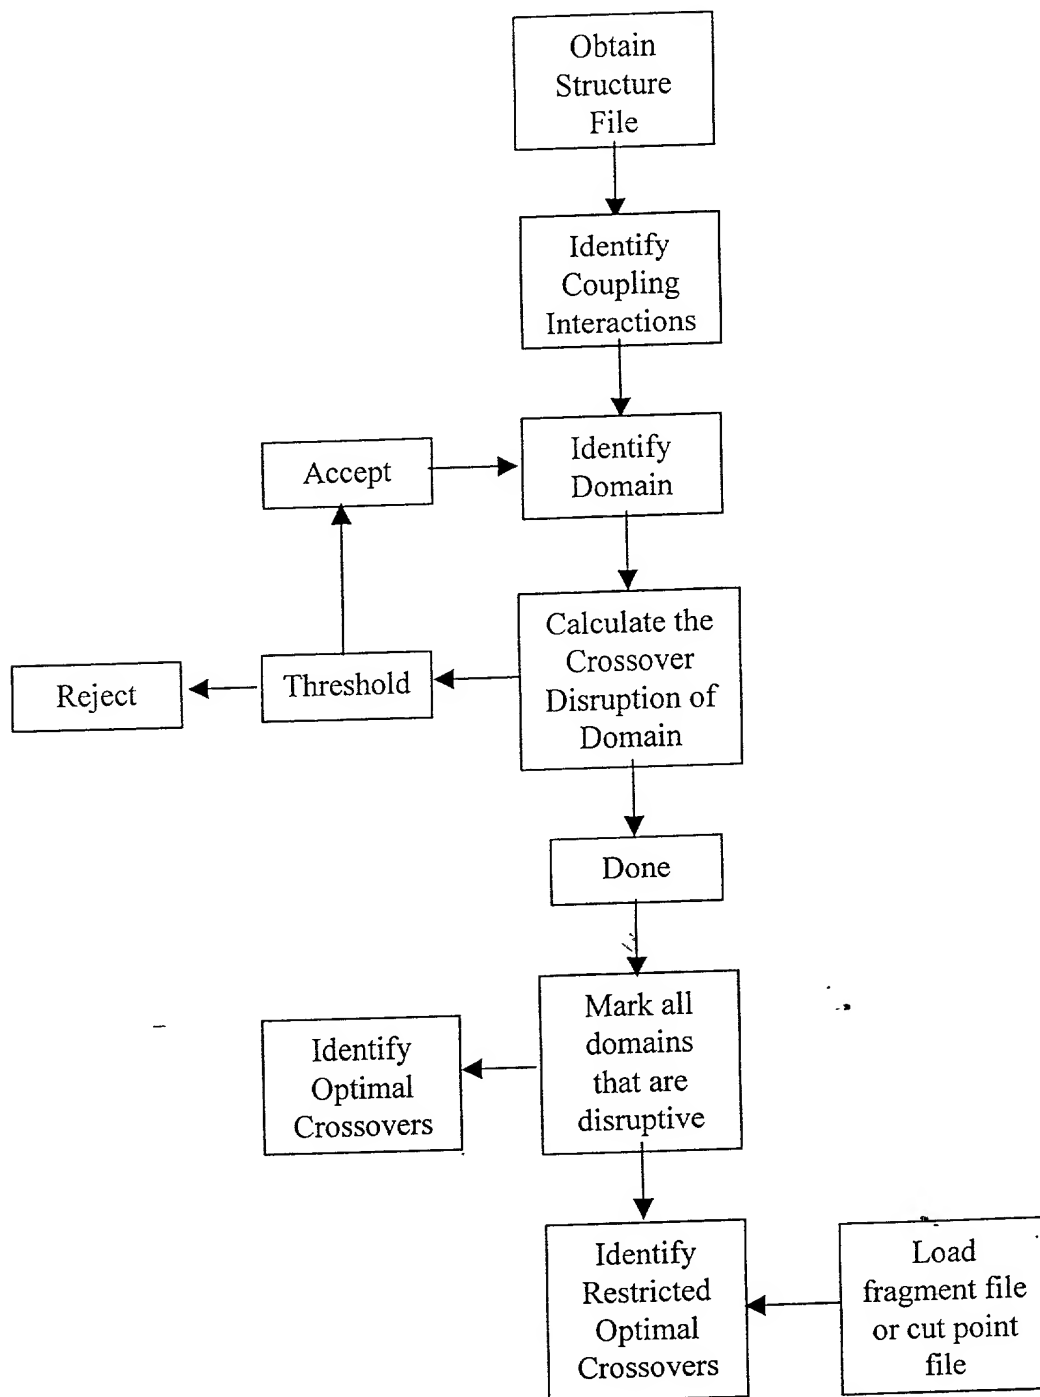 Obtain
Structure
File
Identify
Coupling
Interactions
Accept
Identify
Domain
Reject
Threshold
Calculate the
Crossover
Disruption of
Domain
Done
Identify
Optimal
Crossovers
Mark all
domains
that are
disruptive
Identify
Restricted
Optimal
Crossovers
Load
fragment file
or cut point
file